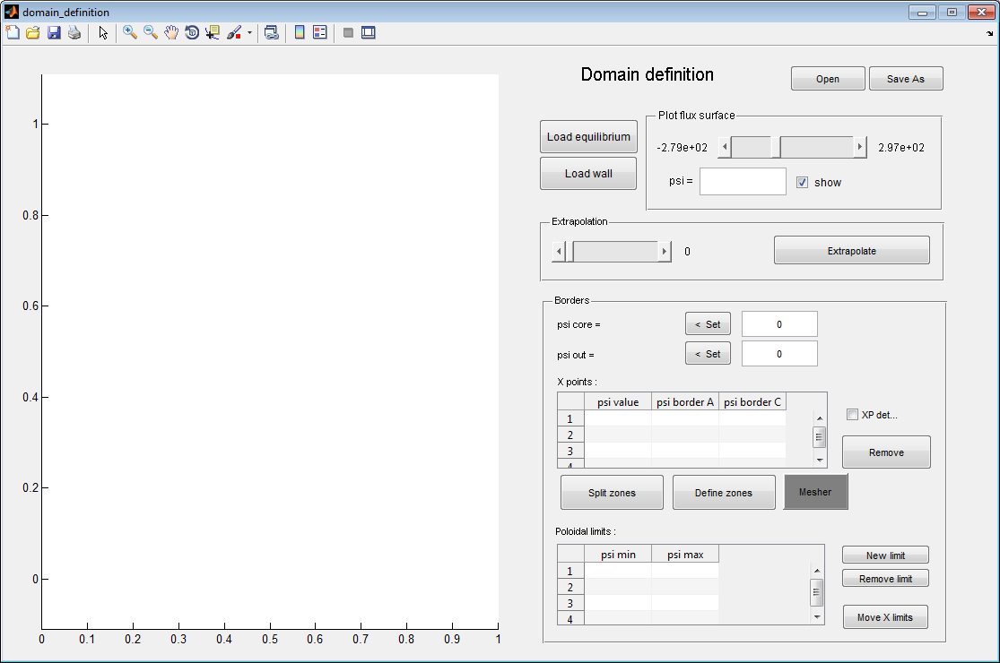 domain_definition
Domain definition
Open
Save As
Load equilibrium
Load wall
Plot flux surface
-2.79e+02
2.97e+02
psi =
show
Extrapolation
0
Extrapolate
Borders
psi core =
< Set
0
psi out =
< Set
0
X points :
psi value psi border A psi border C
1
2
3
4
XP det...
Remove
Split zones
Define zones
Mesher
Poloidal limits :
psi min psi max
1
2
3
4
New limit
Remove limit
Move X limits
1
0.8
0.6
0.4
0.2
0
0 0.1 0.2 0.3 0.4 0.5 0.6 0.7 0.8 0.9 1